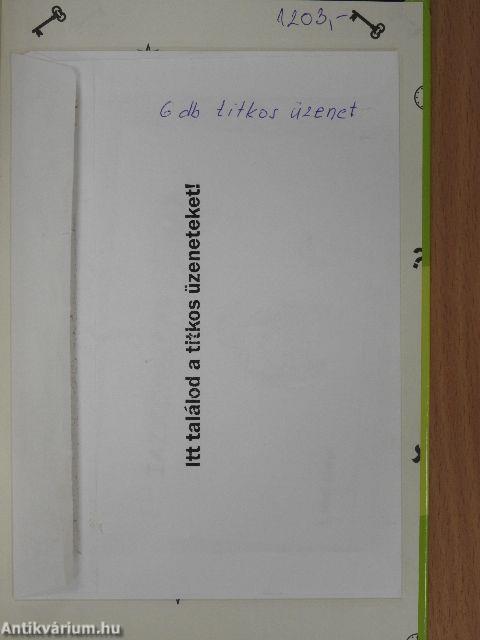 1203,-
6 db titkos üzenet
Itt találod a titkos üzeneteket!
Antikvárium.hu